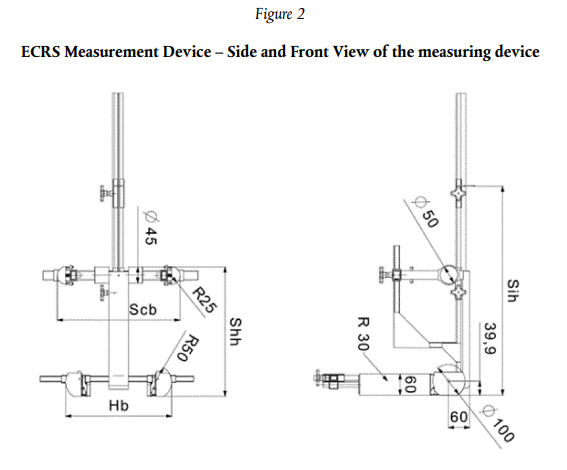 Figure 2
ECRS Measurement Device – Side and Front View of the measuring device
∅ 45
R25
Scb
Shh
R50
Hb
∅ 50
Sih
39,9
R 30
60
60
∅ 100